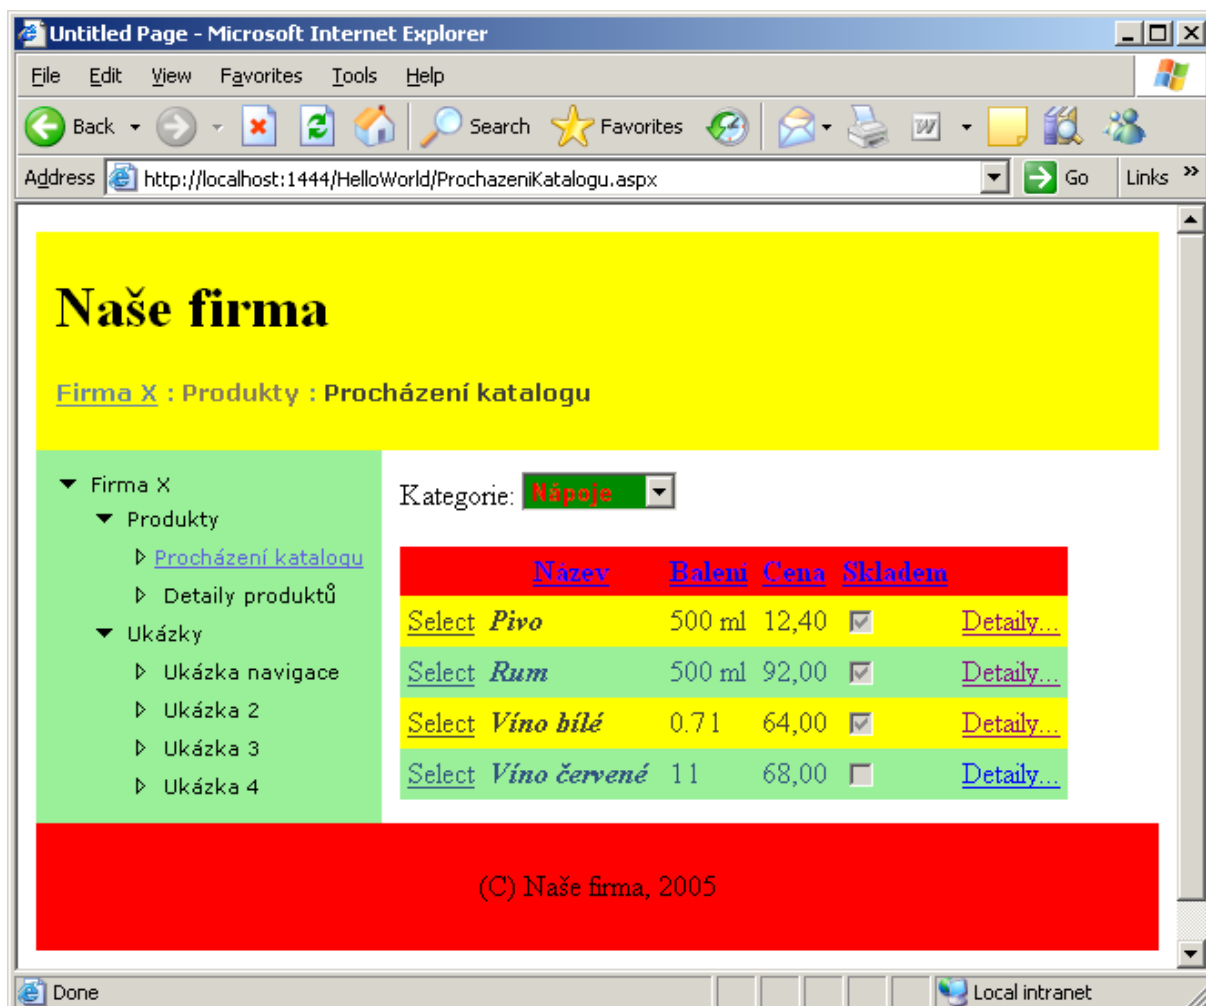 Untitled Page - Microsoft Internet Explorer
File Edit View Favorites Tools Help
Back Search Favorites
Address http://localhost:1444/HelloWorld/ProchazeniKatalogu.aspx Go Links »
Naše firma
Firma X : Produkty : Procházení katalogu
Firma X
Produkty
Procházení katalogu
Detaily produktů
Ukázky
Ukázka navigace
Ukázka 2
Ukázka 3
Ukázka 4
Kategorie: Nápoje
Název Balení Cena Skladem
Select Pivo 500 ml 12,40 Detaily...
Select Rum 500 ml 92,00 Detaily...
Select Víno bílé 0.7 l 64,00 Detaily...
Select Víno červené 1 l 68,00 Detaily...
(C) Naše firma, 2005
Done Local intranet